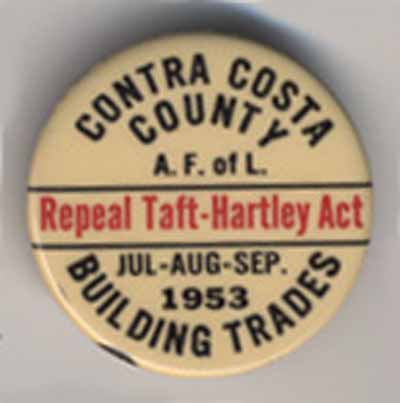 CONTRA COSTA
COUNTY
A. F. of L.
Repeal Taft-Hartley Act
JUL-AUG-SEP.
1953
BUILDING TRADES